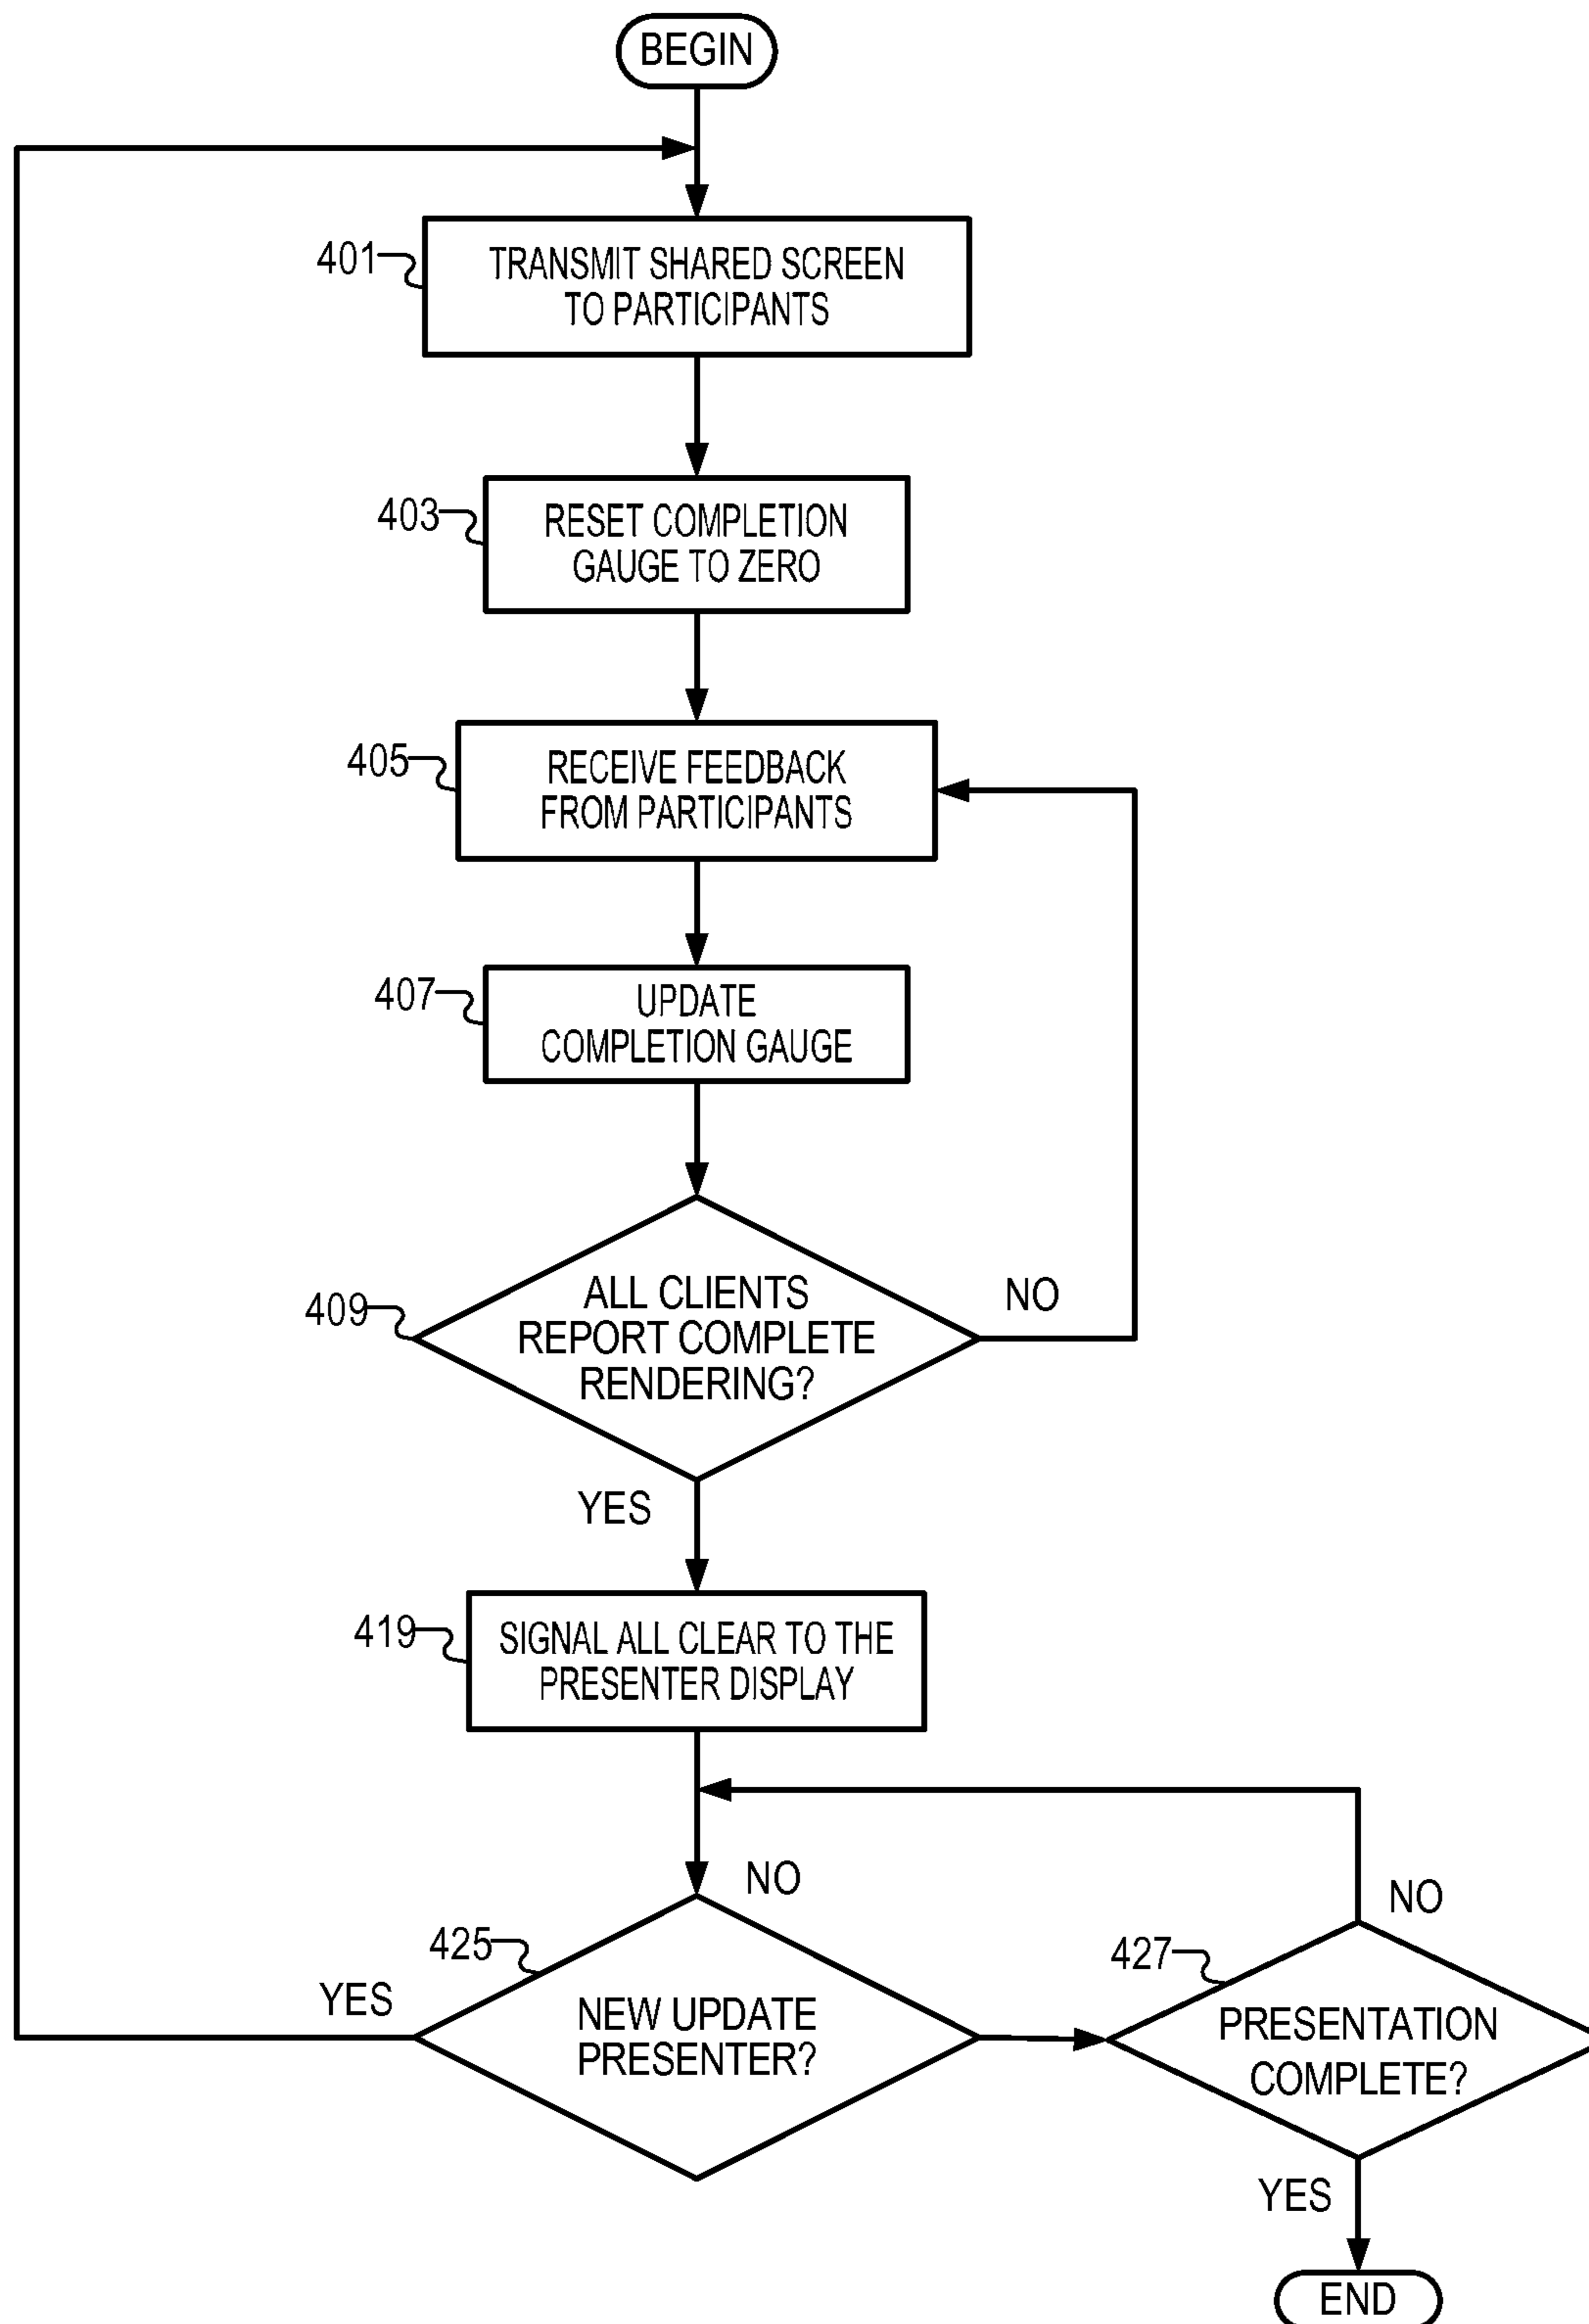 BEGIN
401
TRANSMIT SHARED SCREEN
TO PARTICIPANTS
403
RESET COMPLETION
GAUGE TO ZERO
405
RECEIVE FEEDBACK
FROM PARTICIPANTS
407
UPDATE
COMPLETION GAUGE
409
ALL CLIENTS
REPORT COMPLETE
RENDERING?
NO
YES
419
SIGNAL ALL CLEAR TO THE
PRESENTER DISPLAY
NO
425
YES
NEW UPDATE
PRESENTER?
NO
427
PRESENTATION
COMPLETE?
YES
END